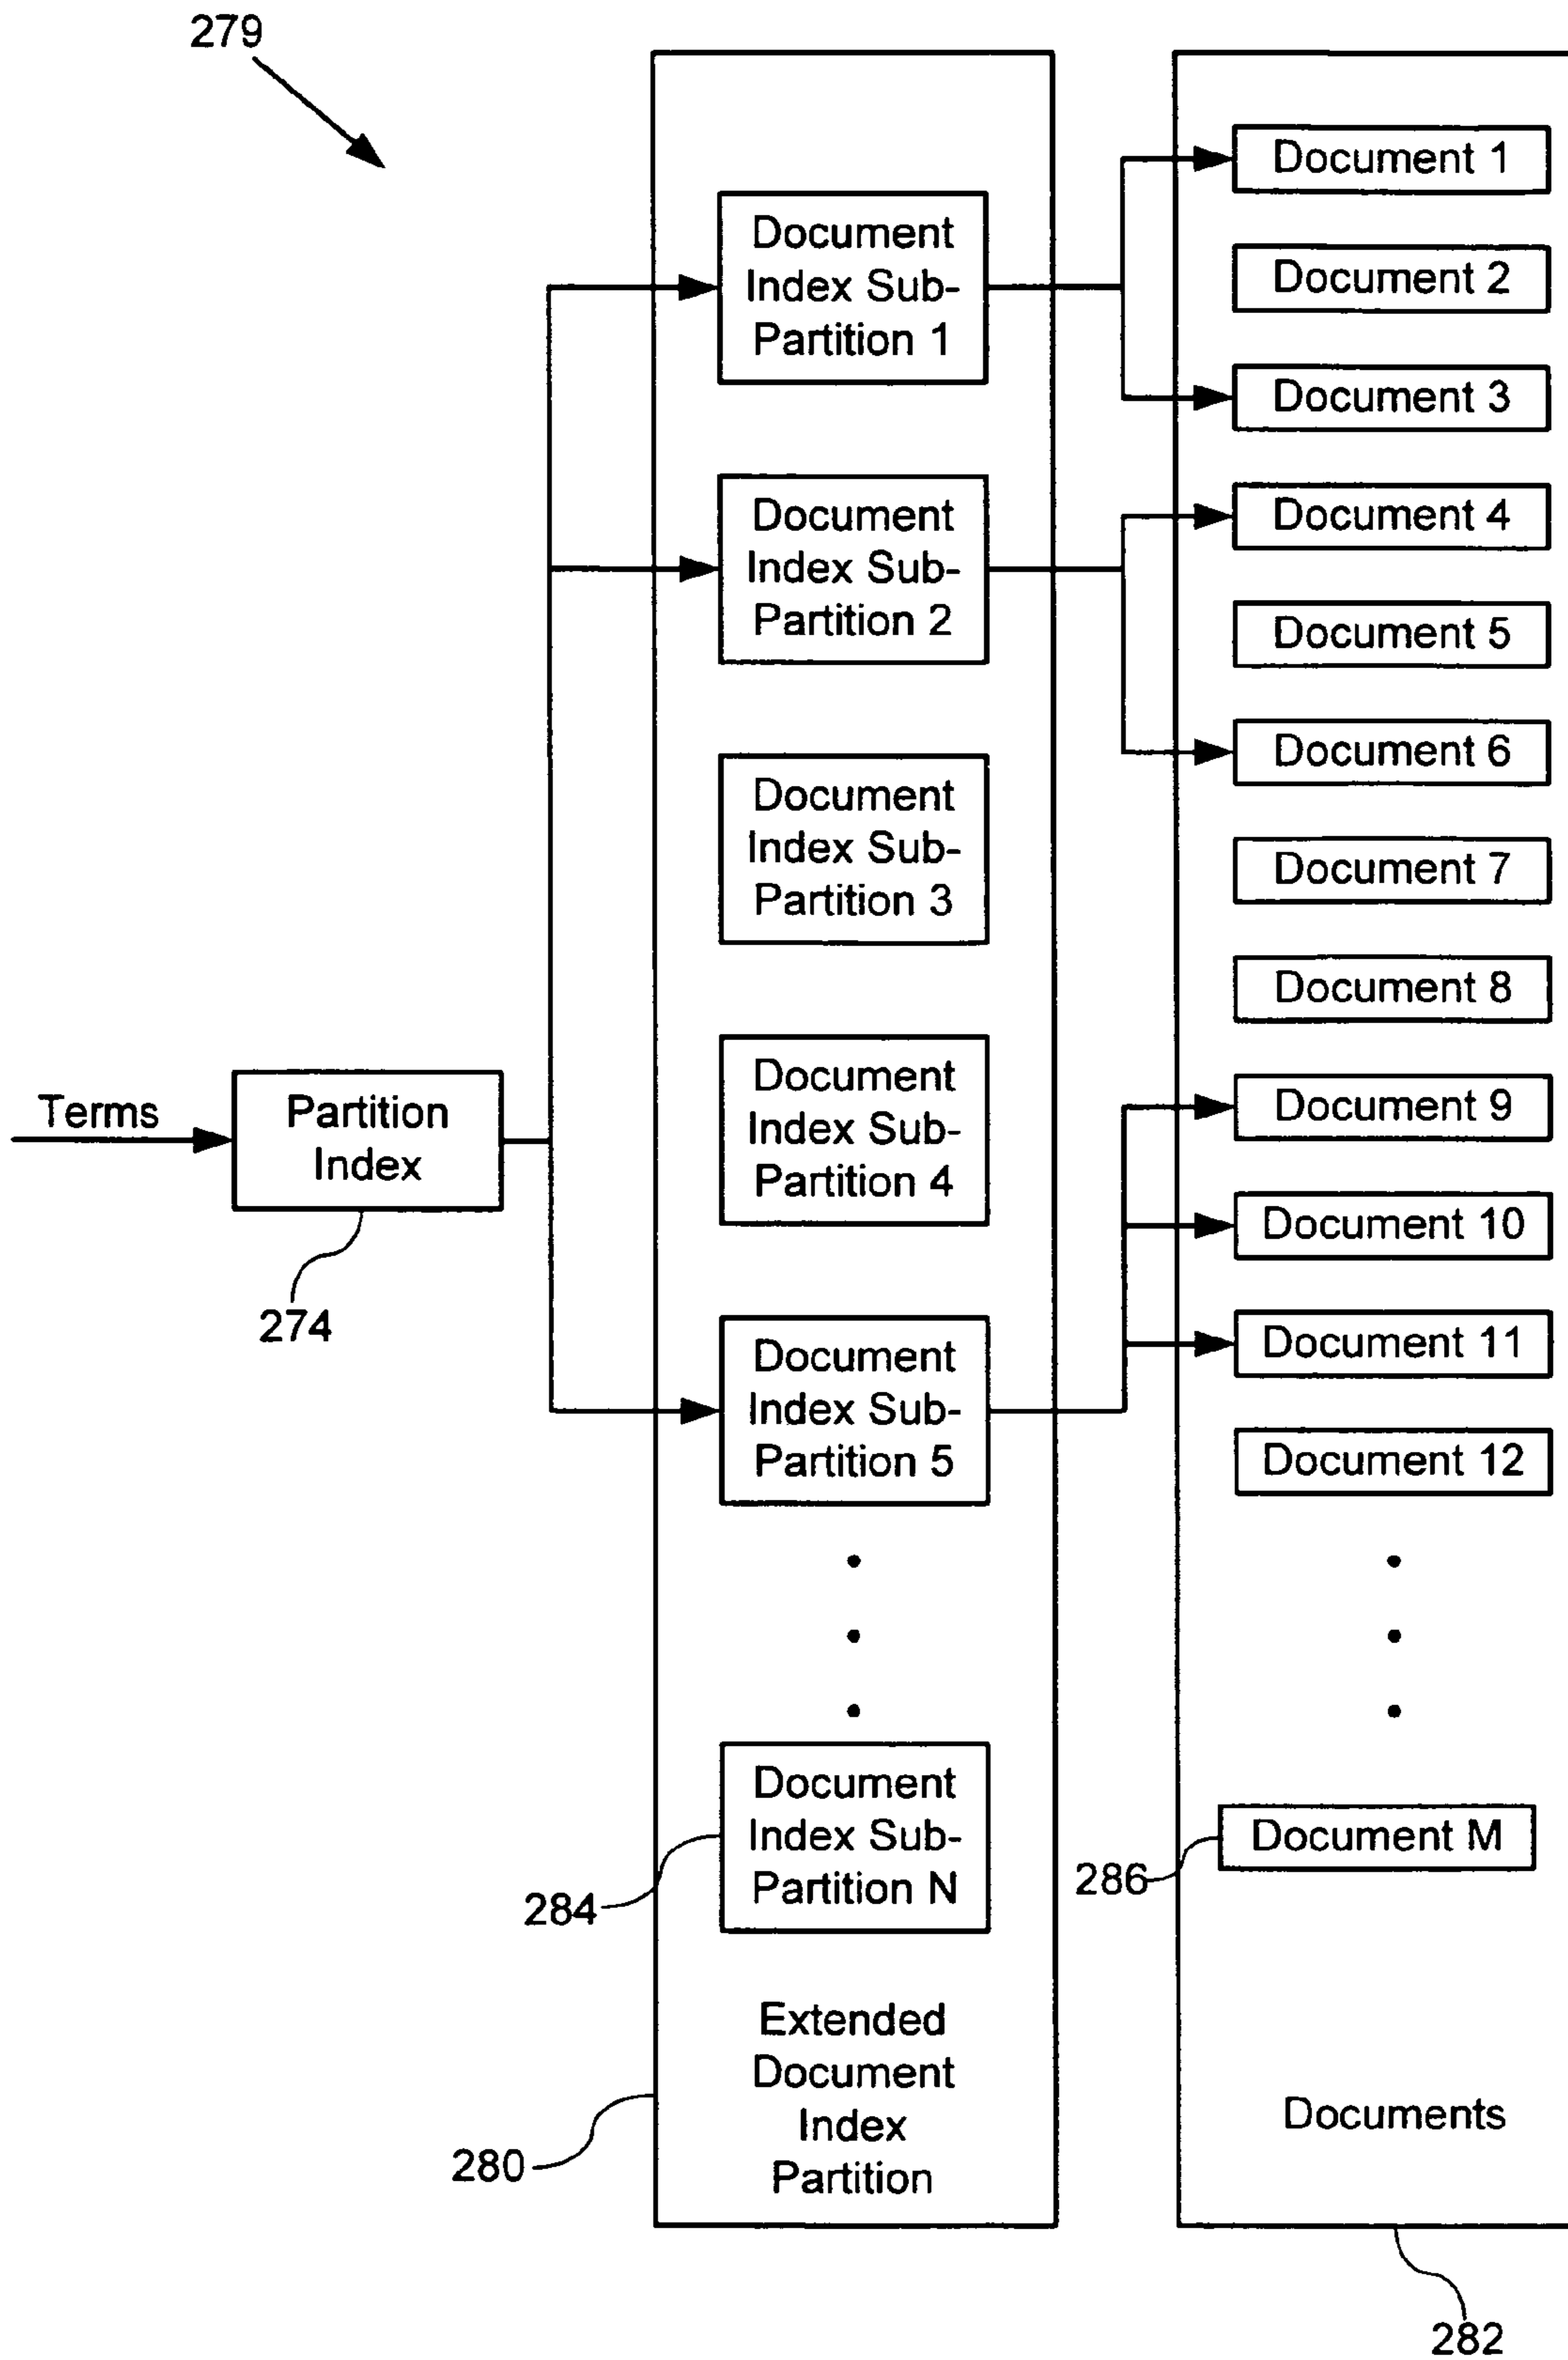 279
Document
Index Sub-
Partition 1
Document
Index Sub-
Partition 2
Document
Index Sub-
Partition 3
Document
Index Sub-
Partition 4
Document
Index Sub-
Partition 5
Document
Index Sub-
Partition N
284
Extended
Document
Index
Partition
280
Terms
Partition
Index
274
Document 1
Document 2
Document 3
Document 4
Document 5
Document 6
Document 7
Document 8
Document 9
Document 10
Document 11
Document 12
Document M
286
Documents
282